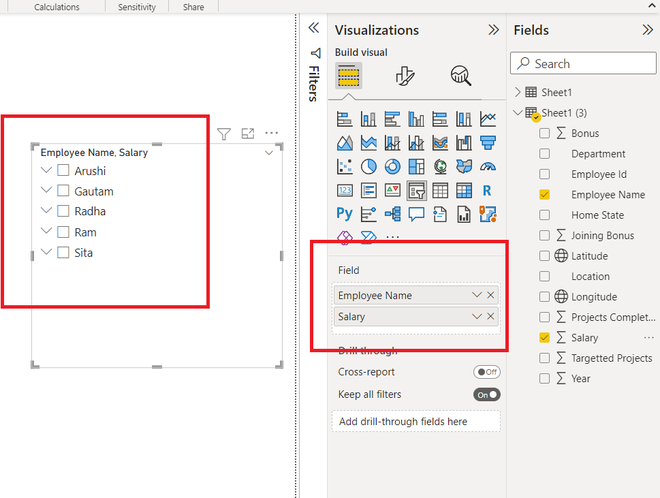 Calculations
Sensitivity
Share
Employee Name, Salary
Arushi
Gautam
Radha
Ram
Sita
Filters
Visualizations
Build visual
123
R
Py
Field
Employee Name
Salary
Drill through
Cross-report
Off
Keep all filters
On
Add drill-through fields here
Fields
Search
Sheet1
Sheet1 (3)
Bonus
Department
Employee Id
Employee Name
Home State
Joining Bonus
Latitude
Location
Longitude
Projects Complet...
Salary
Targetted Projects
Year